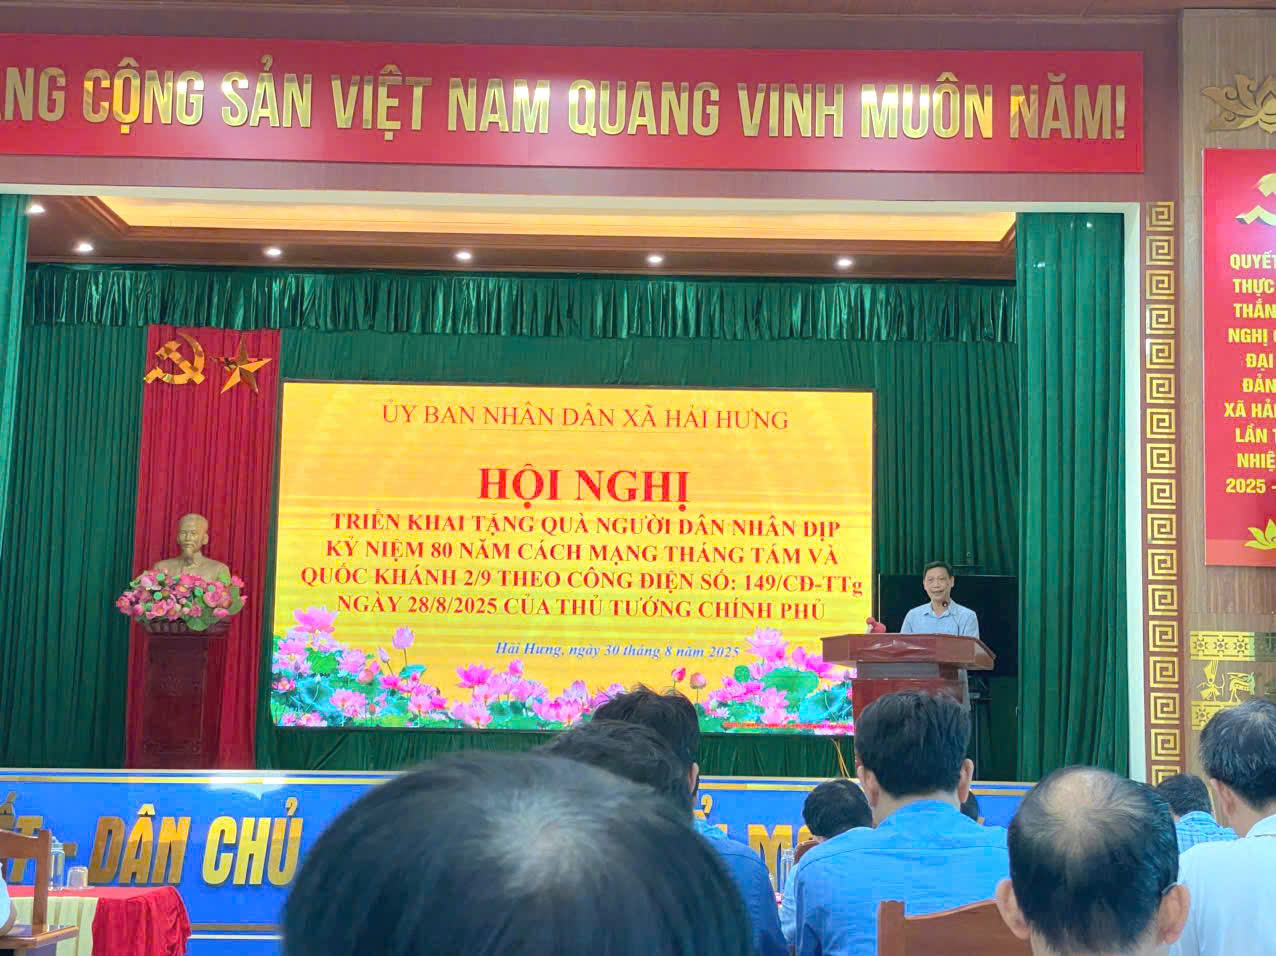 ẢNG CỘNG SẢN VIỆT NAM QUANG VINH MUÔN NĂM!
ỦY BAN NHÂN DÂN XÃ HẢI HƯNG
HỘI NGHỊ
TRIỂN KHAI TẶNG QUÀ NGƯỜI DÂN NHÂN DỊP
KỶ NIỆM 80 NĂM CÁCH MẠNG THÁNG TÁM VÀ
QUỐC KHÁNH 2/9 THEO CÔNG ĐIỆN SỐ: 149/CĐ-TTg
NGÀY 28/8/2025 CỦA THỦ TƯỚNG CHÍNH PHỦ
Hải Hưng, ngày 30 tháng 8 năm 2025
QUYẾT
THỰC
THẮN
NGHỊ
ĐẠI
ĐẢN
XÃ HẢ
LẦN
NHIỆ
2025 -
- DÂN CHỦ